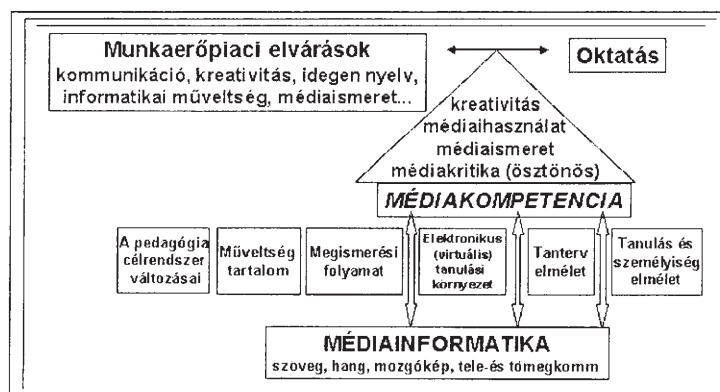 Munkaerőpiaci elvárások
kommunikáció, kreativitás, idegen nyelv,
informatikai műveltség, médiaismeret...
Oktatás
kreativitás
médiaihasználat
médiaismeret
médiakritika (ösztönös)
MÉDIAKOMPETENCIA
A pedagógia
célrendszer
változásai
Műveltség
tartalom
Megismerési
folyamat
Elektronikus
(virtuális)
tanulási
környezet
Tanterv
elmélet
Tanulás és
személyiség
elmélet
MÉDIAINFORMATIKA
szöveg, hang, mozgókép, tele-és tömegkomm